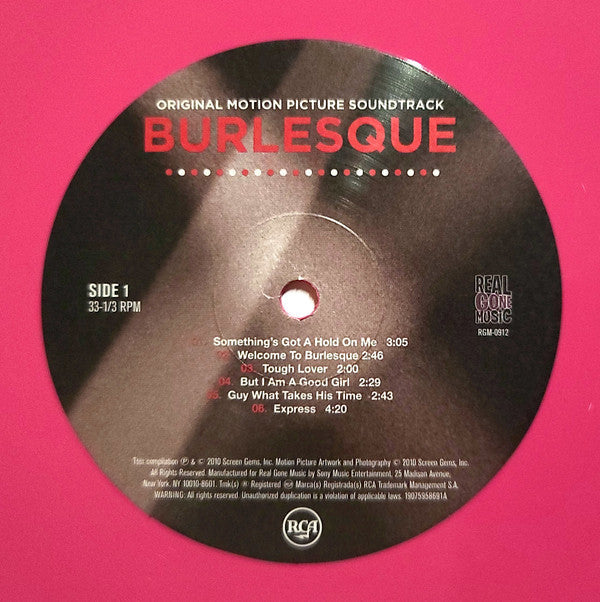 ORIGINAL MOTION PICTURE SOUNDTRACK
BURLESQUE
SIDE 1
33-1/3 RPM
REAL
GONE
MUSIC
RGM-0912
01. Something's Got A Hold On Me 3:05
02. Welcome To Burlesque 2:46
03. Tough Lover 2:00
04. But I Am A Good Girl 2:29
05. Guy What Takes His Time 2:43
06. Express 4:20
This compilation ℗ & © 2010 Screen Gems, Inc. Motion Picture Artwork and Photography © 2010 Screen Gems, Inc.
All Rights Reserved. Manufactured for Real Gone Music by Sony Music Entertainment, 25 Madison Avenue,
New York, NY 10010-8601. Tmk(s) ® Registered RCA Marca(s) Registrada(s) RCA Trademark Management S.A.
WARNING: All rights reserved. Unauthorized duplication is a violation of applicable laws. 19075958691A
RCA